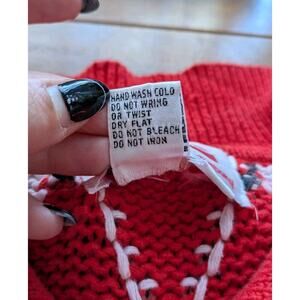 HAND WASH COLD
DO NOT WRING
OR TWIST
DRY FLAT
DO NOT BLEACH
DO NOT IRON